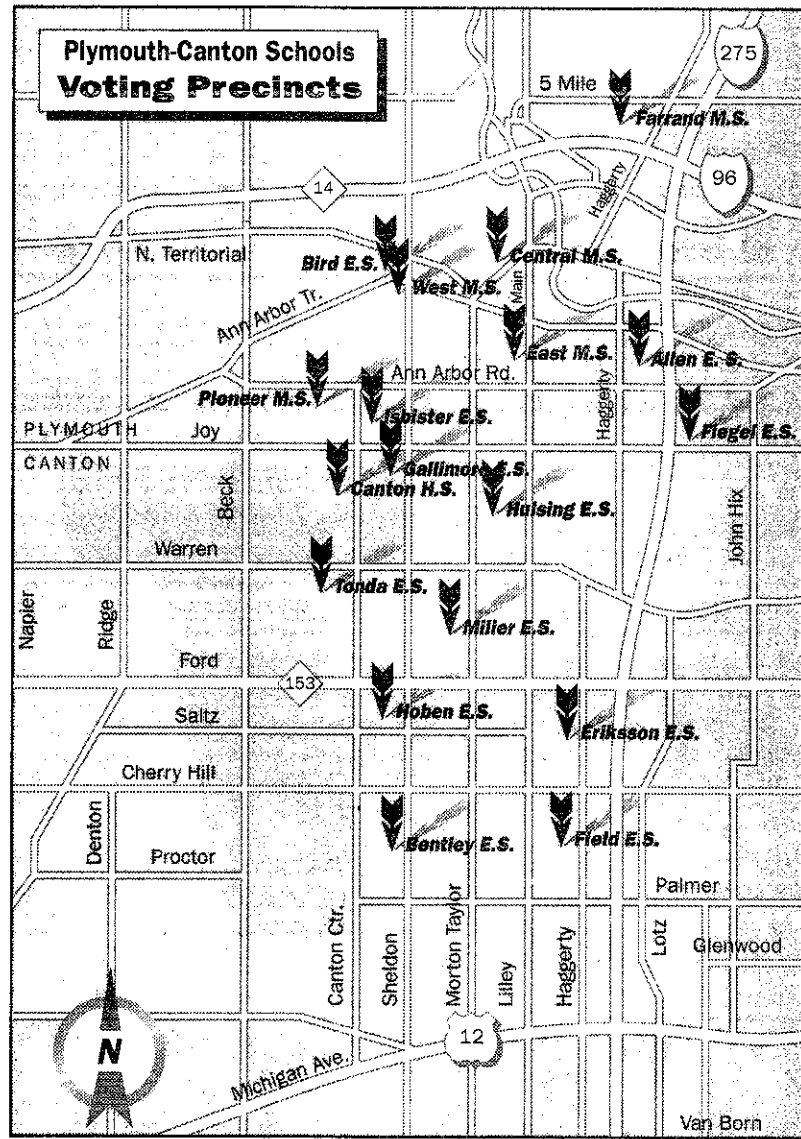 Plymouth-Canton Schools
Voting Precincts
275
5 Mile
Farrand M.S.
96
14
Haggerty
N. Territorial
Bird E.S.
Central M.S.
West M.S.
Main
Ann Arbor Tr.
East M.S.
Allen E. S.
Ann Arbor Rd.
Pioneer M.S.
Isbister E.S.
Haggerty
Fiegel E.S.
PLYMOUTH
Joy
CANTON
Gallimore E.S.
Canton H.S.
Beck
Hulsing E.S.
John Hix
Warren
Tonda E.S.
Napier
Ridge
Miller E.S.
Ford
153
Hoben E.S.
Saltz
Eriksson E.S.
Cherry Hill
Denton
Bentley E.S.
Field E.S.
Proctor
Palmer
Canton Ctr.
Sheldon
Morton Taylor
Lilley
Haggerty
Lotz
Glenwood
N
12
Michigan Ave.
Van Born